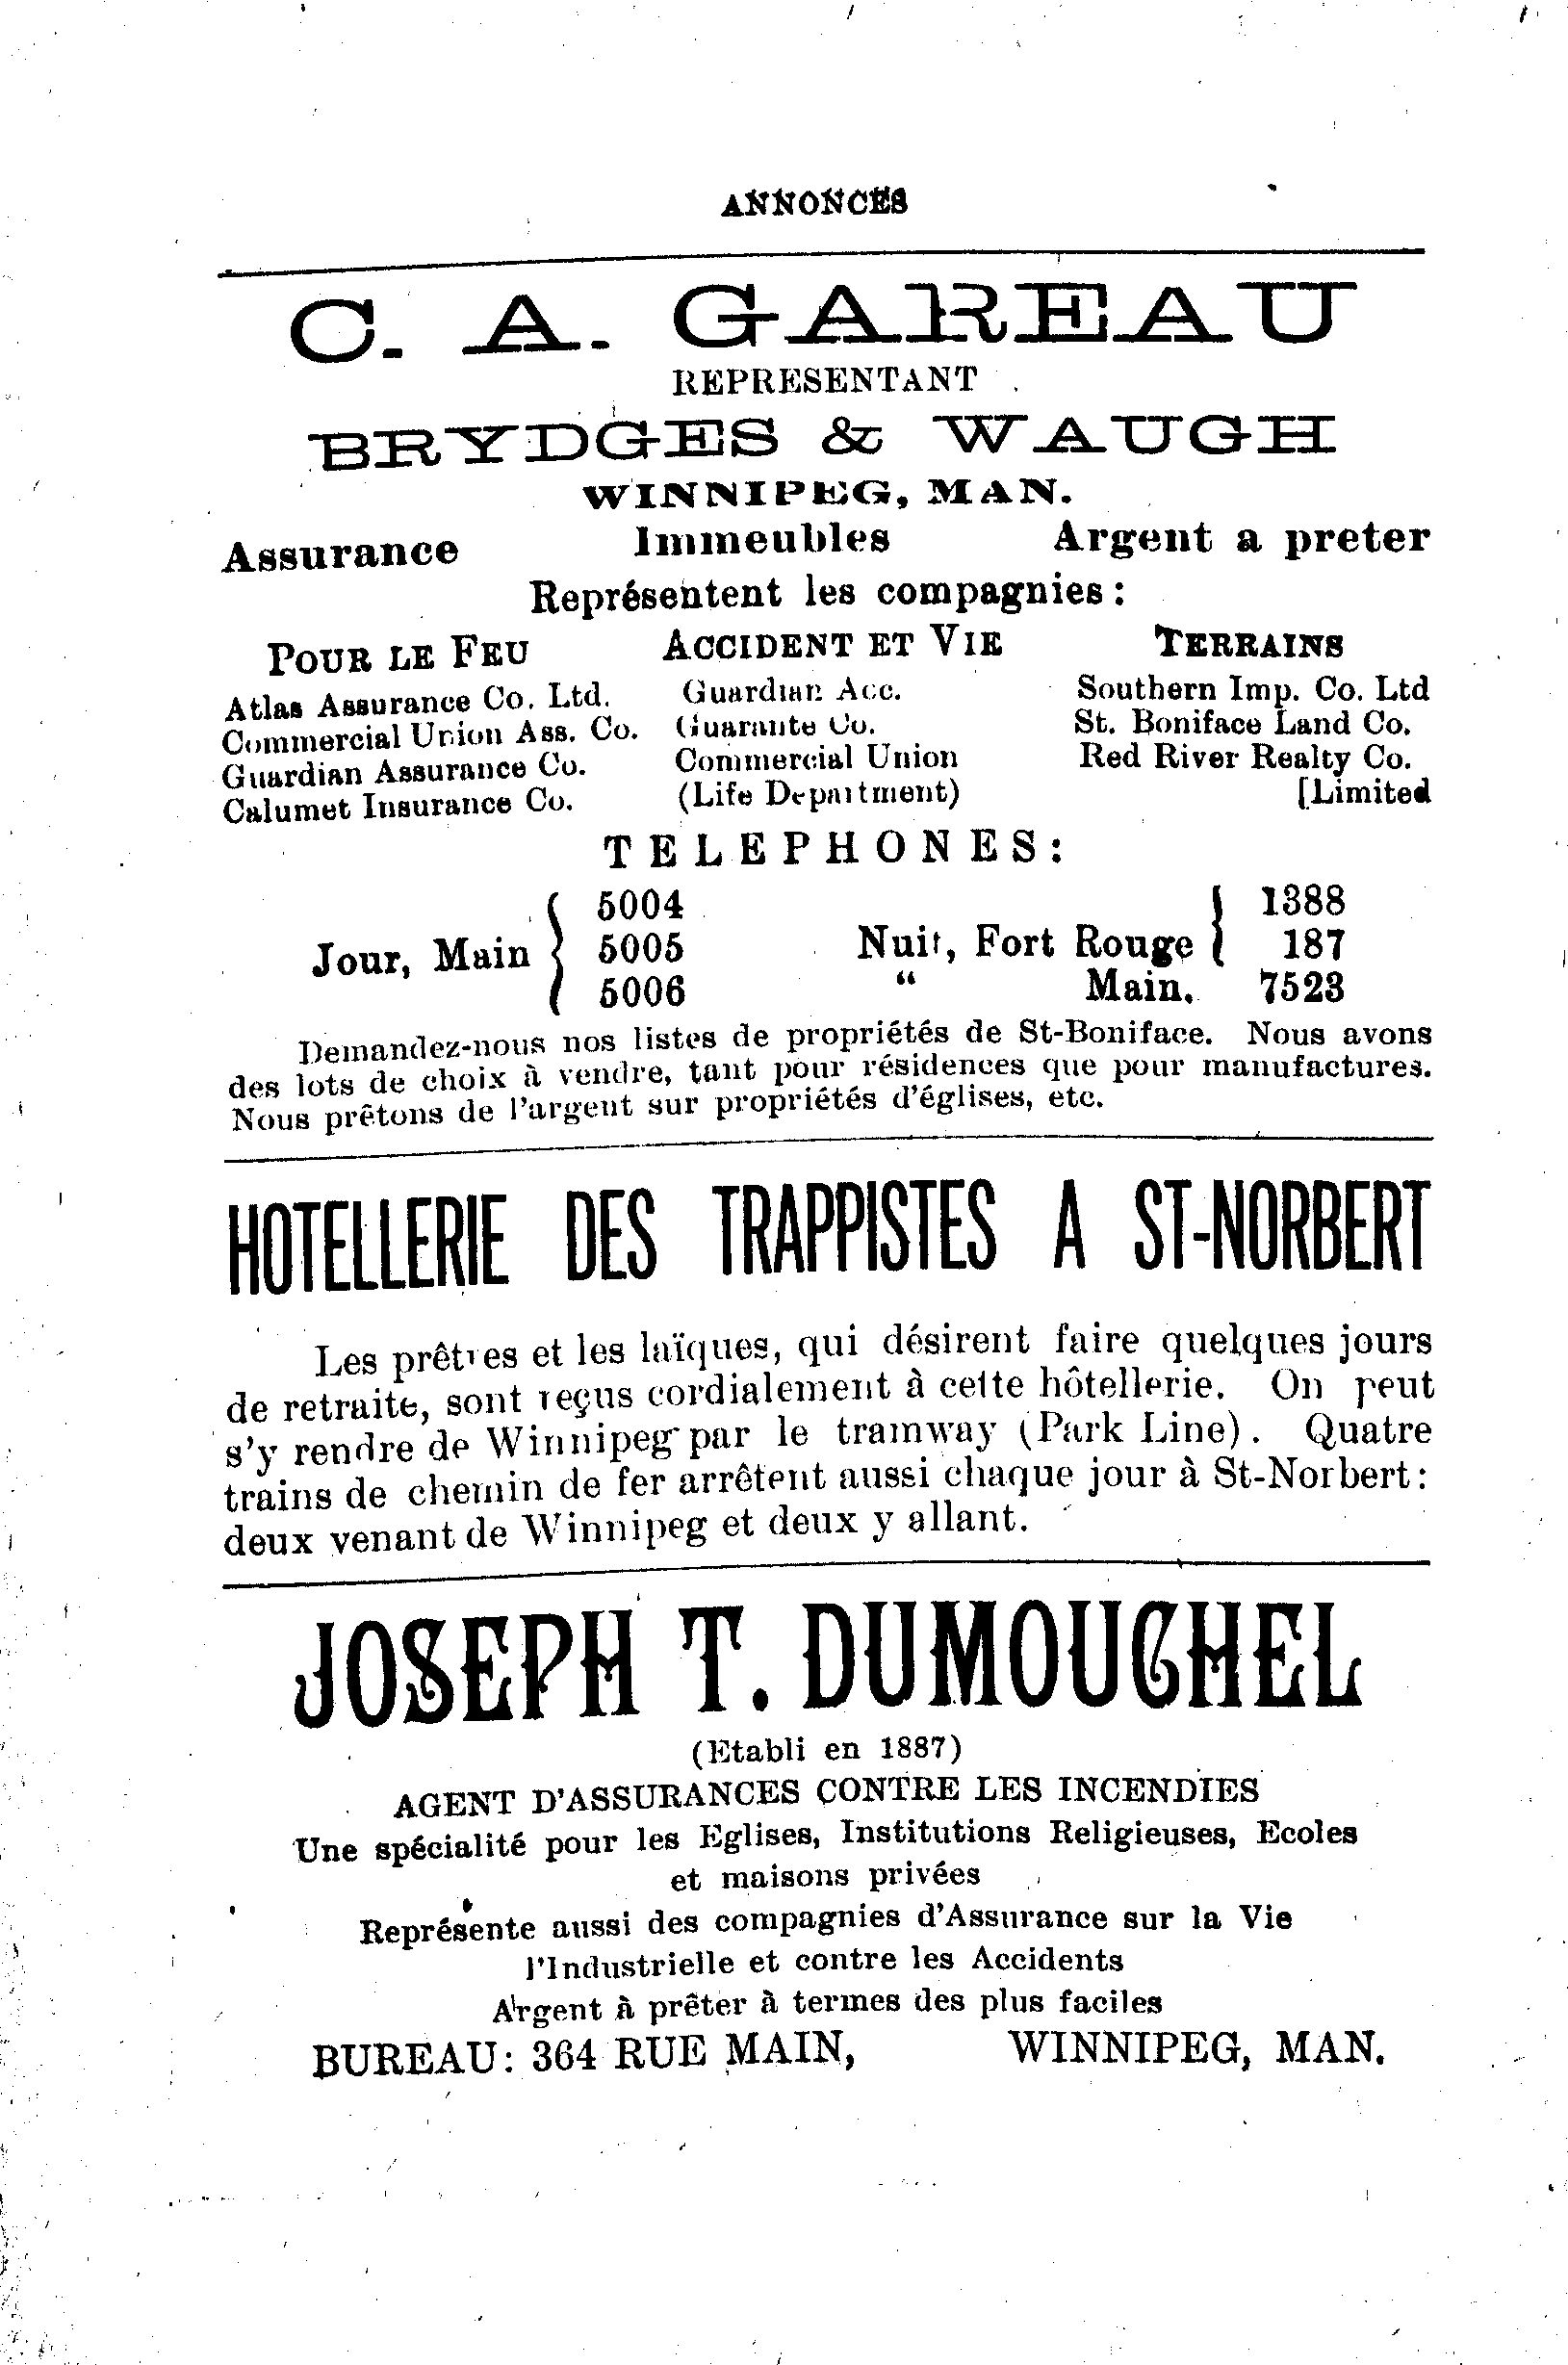 ANNONCES
C. A. GAREAU
REPRESENTANT
BRYDGES & WAUGH
WINNIPEG, MAN.
Assurance Immeubles Argent a preter
Représentent les compagnies :
POUR LE FEU ACCIDENT ET VIE TERRAINS
Atlas Assurance Co. Ltd. Guardian Acc. Southern Imp. Co. Ltd
Commercial Union Ass. Co. Guarante Co. St. Boniface Land Co.
Guardian Assurance Co. Commercial Union Red River Realty Co.
Calumet Insurance Co. (Life Department) [Limited
TELEPHONES:
5004 1388
Jour, Main { 5005 Nuit, Fort Rouge { 187
5006 “ Main. 7523
Demandez-nous nos listes de propriétés de St-Boniface. Nous avons
des lots de choix à vendre, tant pour résidences que pour manufactures.
Nous prêtons de l'argent sur propriétés d'églises, etc.
HOTELLERIE DES TRAPPISTES A ST-NORBERT
Les prêtres et les laïques, qui désirent faire quelques jours
de retraite, sont reçus cordialement à cette hôtellerie. On peut
s'y rendre de Winnipeg par le tramway (Park Line). Quatre
trains de chemin de fer arrêtent aussi chaque jour à St-Norbert:
deux venant de Winnipeg et deux y allant.
JOSEPH T. DUMOUCHEL
(Etabli en 1887)
AGENT D'ASSURANCES CONTRE LES INCENDIES
Une spécialité pour les Eglises, Institutions Religieuses, Ecoles
et maisons privées
Représente aussi des compagnies d'Assurance sur la Vie
l'Industrielle et contre les Accidents
Argent à prêter à termes des plus faciles
BUREAU: 364 RUE MAIN, WINNIPEG, MAN.